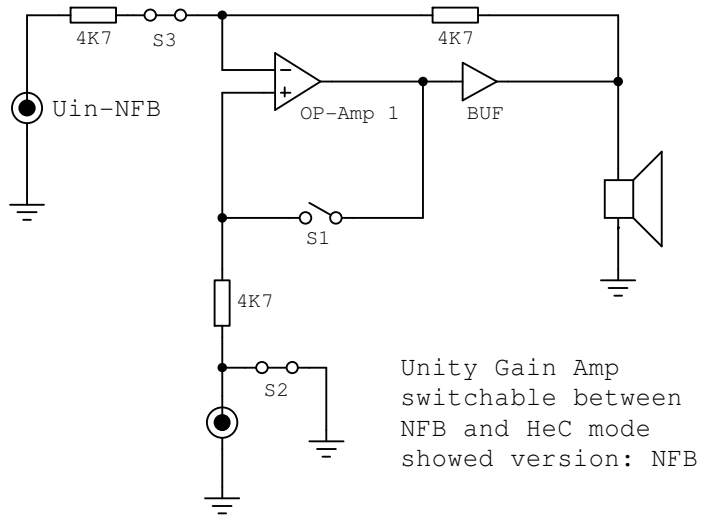 4K7
S3
4K7
Uin-NFB
OP-Amp 1
BUF
S1
4K7
S2
Unity Gain Amp
switchable between
NFB and HeC mode
showed version: NFB